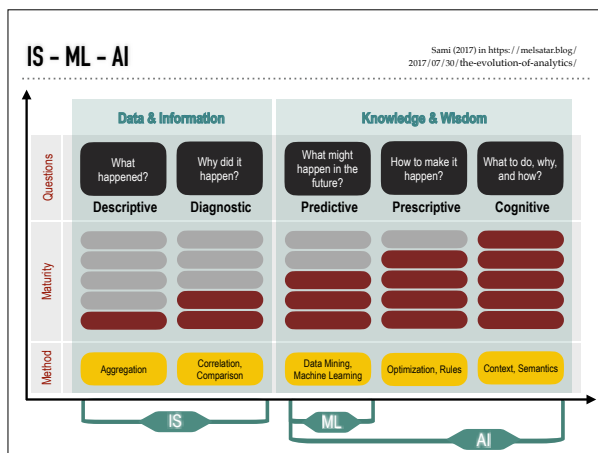 IS – ML – AI
Sami (2017) in https://melsatar.blog/
2017/07/30/the-evolution-of-analytics/
Data & Information
Knowledge & Wisdom
Questions
What
happened?
Why did it
happen?
What might
happen in the
future?
How to make it
happen?
What to do, why,
and how?
Descriptive
Diagnostic
Predictive
Prescriptive
Cognitive
Maturity
Method
Aggregation
Correlation,
Comparison
Data Mining,
Machine Learning
Optimization, Rules
Context, Semantics
IS
ML
AI